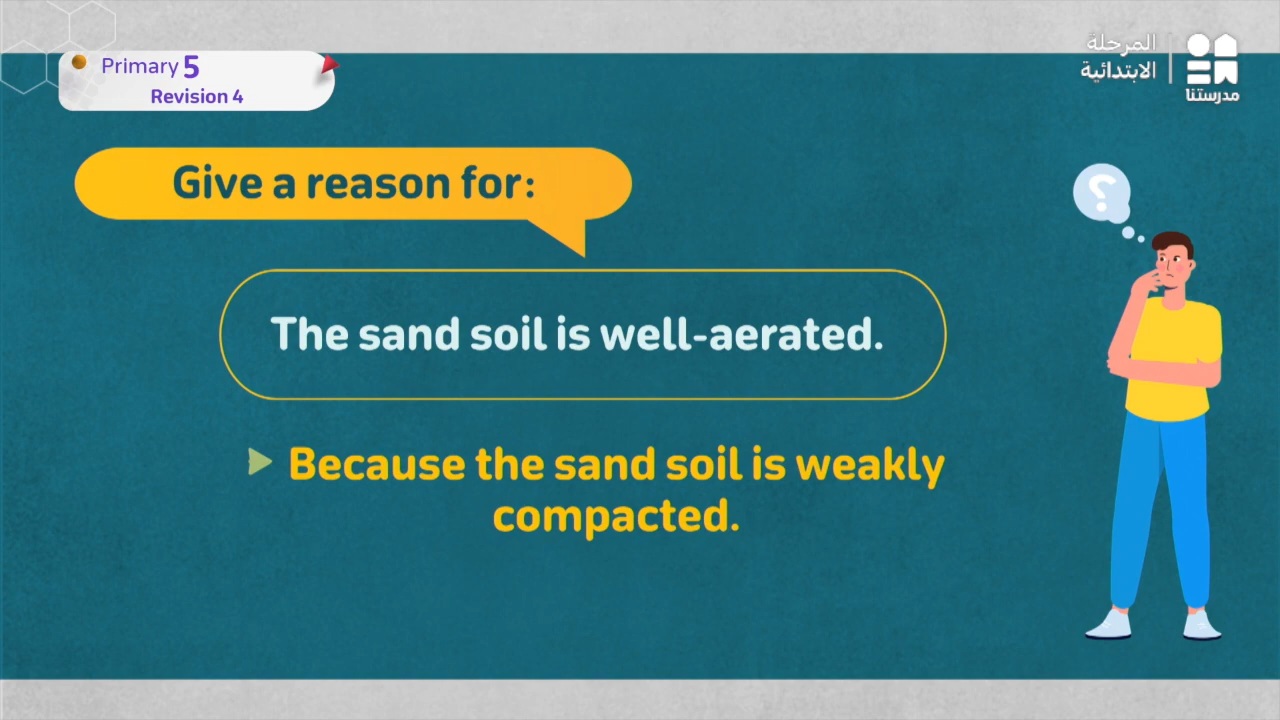 Primary 5
Revision 4
المرحلة
الابتدائية
مدرستنا
Give a reason for:
?
The sand soil is well-aerated.
Because the sand soil is weakly
compacted.